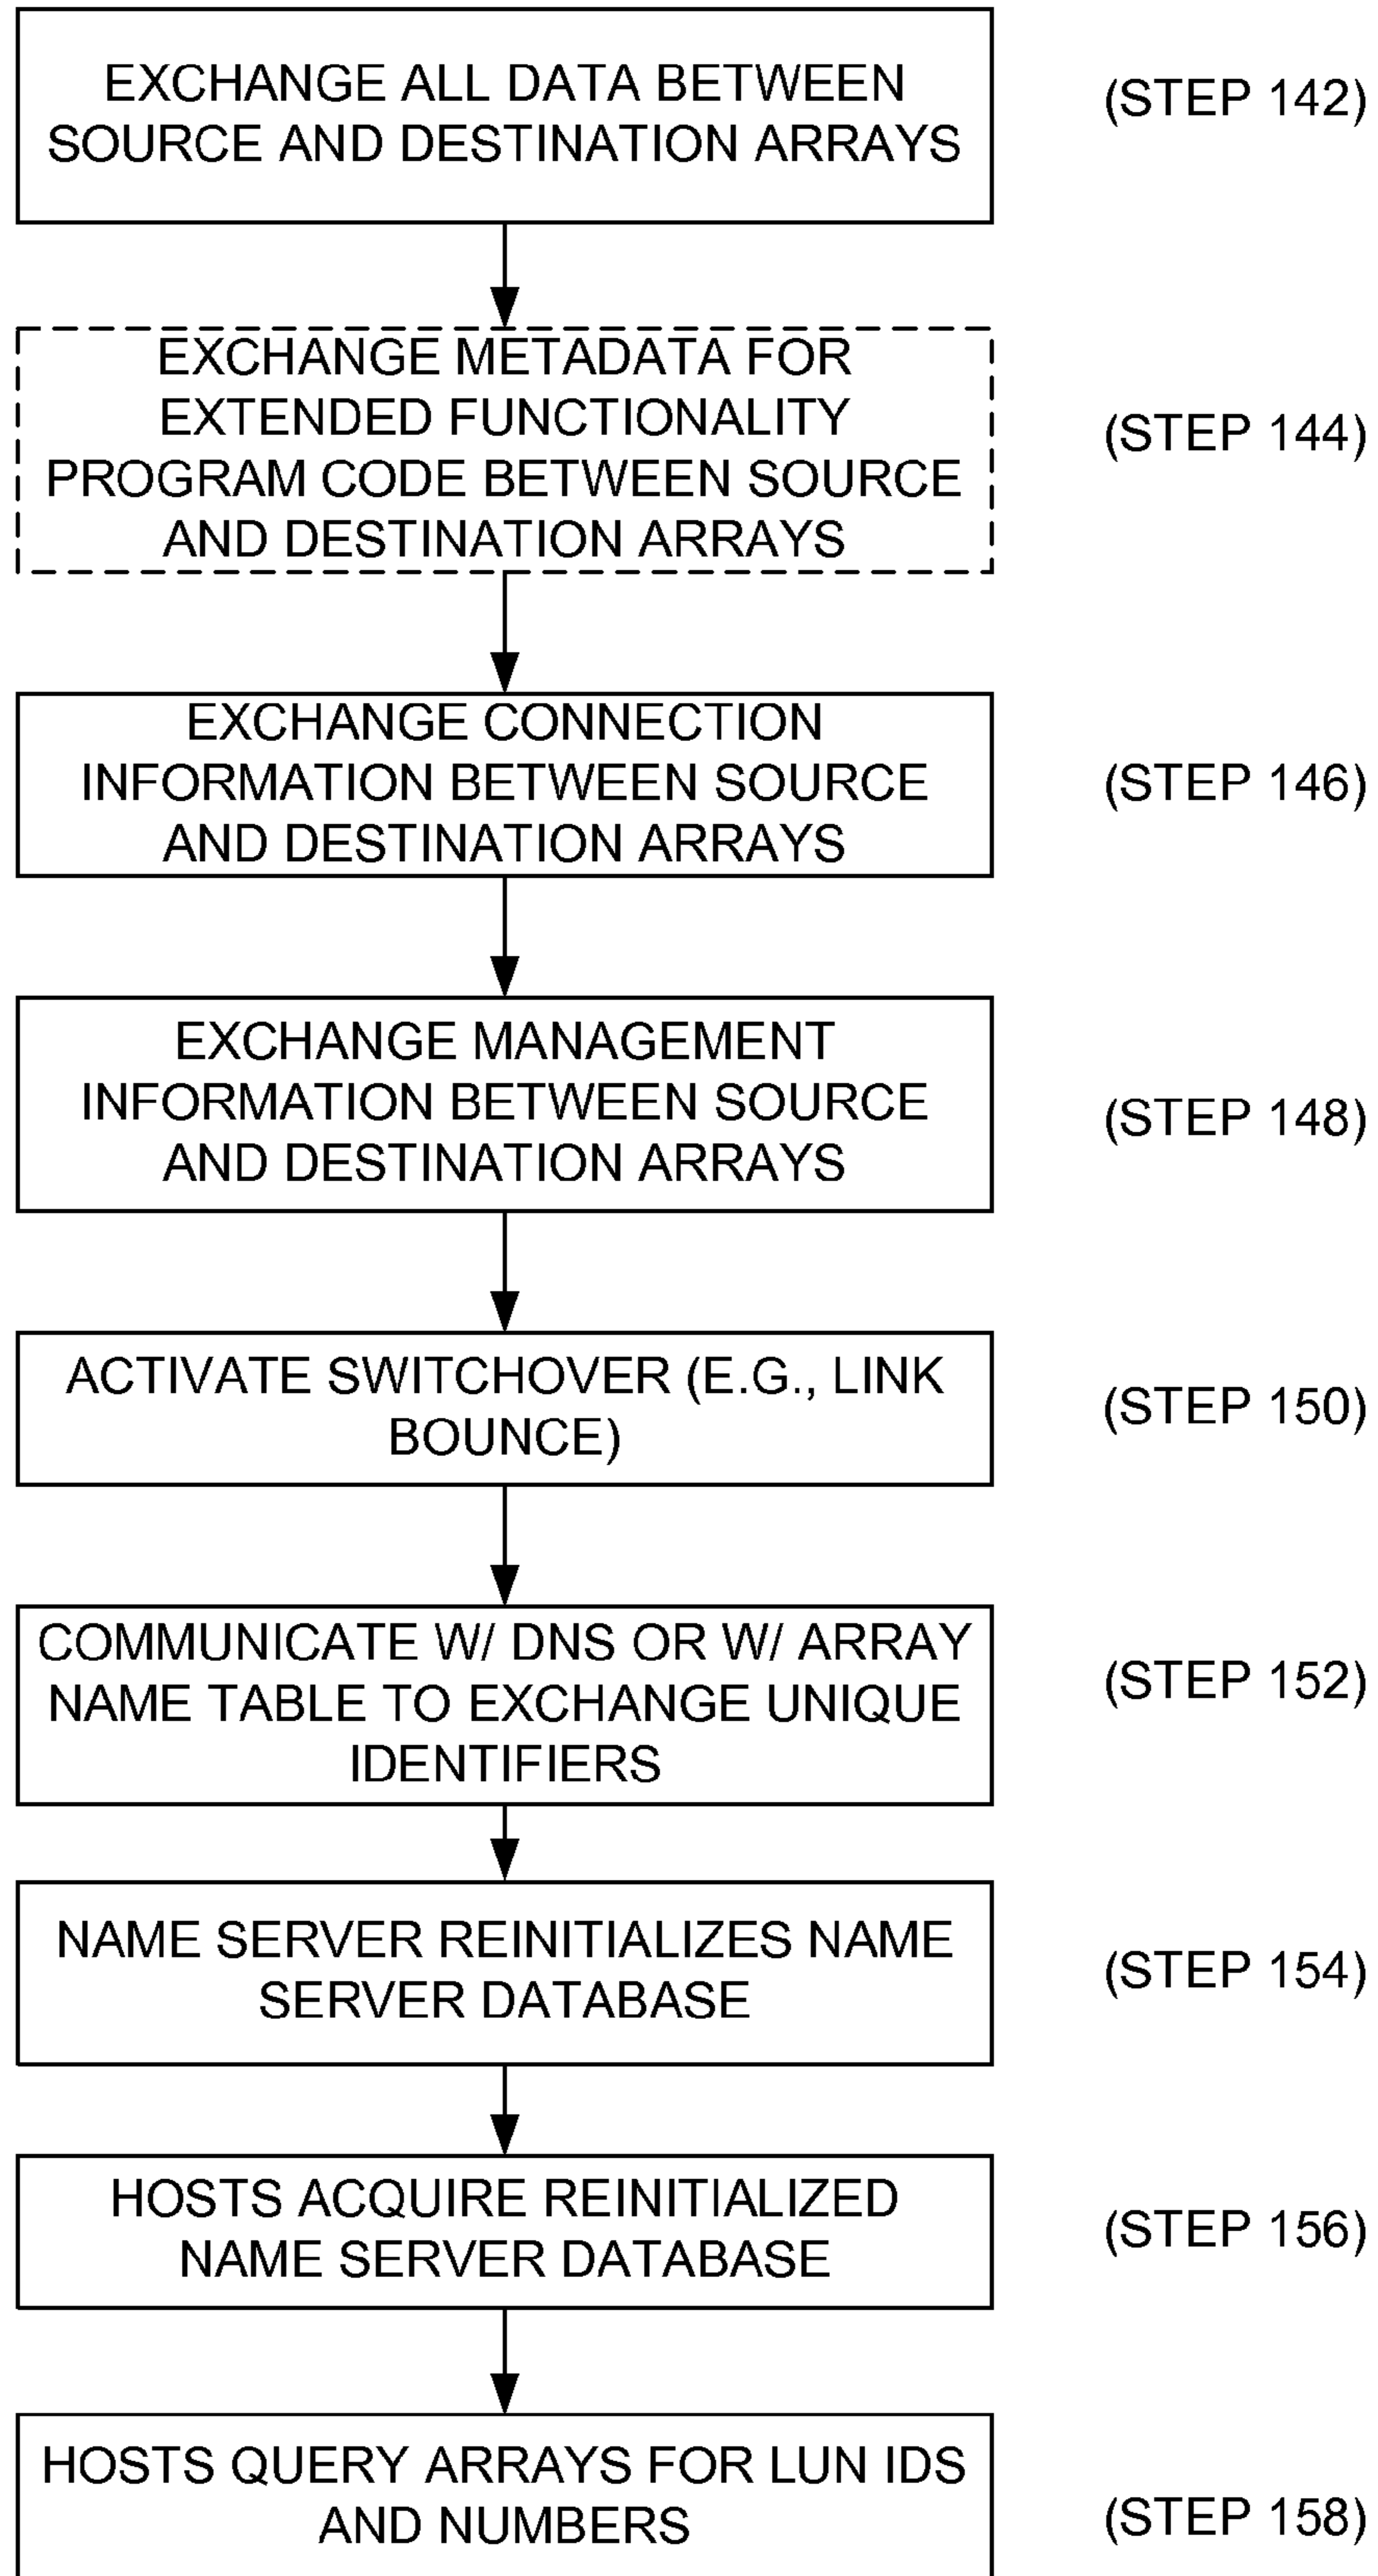 EXCHANGE ALL DATA BETWEEN
SOURCE AND DESTINATION ARRAYS
(STEP 142)
EXCHANGE METADATA FOR
EXTENDED FUNCTIONALITY
PROGRAM CODE BETWEEN SOURCE
AND DESTINATION ARRAYS
(STEP 144)
EXCHANGE CONNECTION
INFORMATION BETWEEN SOURCE
AND DESTINATION ARRAYS
(STEP 146)
EXCHANGE MANAGEMENT
INFORMATION BETWEEN SOURCE
AND DESTINATION ARRAYS
(STEP 148)
ACTIVATE SWITCHOVER (E.G., LINK
BOUNCE)
(STEP 150)
COMMUNICATE W/ DNS OR W/ ARRAY
NAME TABLE TO EXCHANGE UNIQUE
IDENTIFIERS
(STEP 152)
NAME SERVER REINITIALIZES NAME
SERVER DATABASE
(STEP 154)
HOSTS ACQUIRE REINITIALIZED
NAME SERVER DATABASE
(STEP 156)
HOSTS QUERY ARRAYS FOR LUN IDS
AND NUMBERS
(STEP 158)